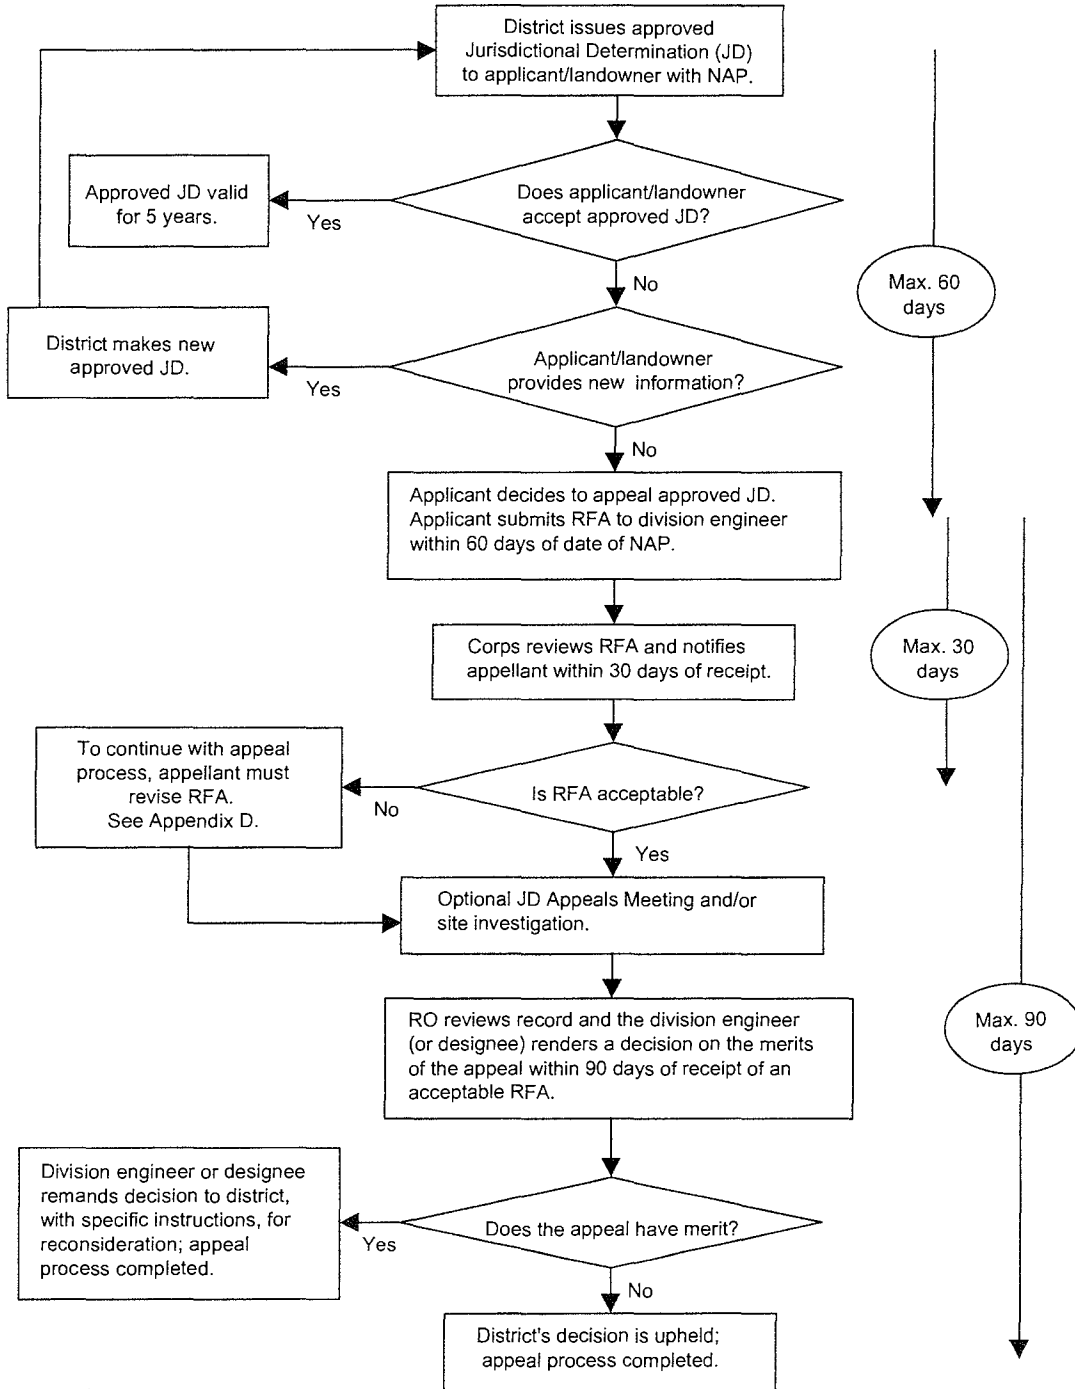 District issues approved
Jurisdictional Determination (JD)
to applicant/landowner with NAP.
Approved JD valid
for 5 years.
Yes
Does applicant/landowner
accept approved JD?
No
Max. 60
days
District makes new
approved JD.
Yes
Applicant/landowner
provides new information?
No
Applicant decides to appeal approved JD.
Applicant submits RFA to division engineer
within 60 days of date of NAP.
Corps reviews RFA and notifies
appellant within 30 days of receipt.
Max. 30
days
To continue with appeal
process, appellant must
revise RFA.
See Appendix D.
No
Is RFA acceptable?
Yes
Optional JD Appeals Meeting and/or
site investigation.
RO reviews record and the division engineer
(or designee) renders a decision on the merits
of the appeal within 90 days of receipt of an
acceptable RFA.
Max. 90
days
Division engineer or designee
remands decision to district,
with specific instructions, for
reconsideration; appeal
process completed.
Yes
Does the appeal have merit?
No
District's decision is upheld;
appeal process completed.